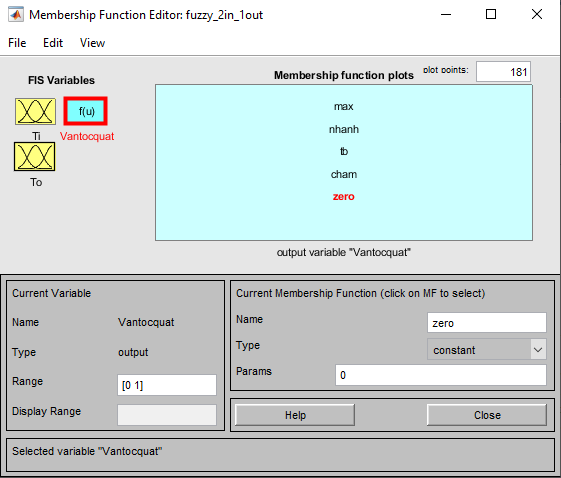 Membership Function Editor: fuzzy_2in_1out
File Edit View
FIS Variables
f(u)
Ti Vantocquat
To
Membership function plots
plot points:
181
max
nhanh
tb
cham
zero
output variable "Vantocquat"
Current Variable
Name Vantocquat
Type output
Range [0 1]
Display Range
Current Membership Function (click on MF to select)
Name zero
Type constant
Params 0
Help Close
Selected variable "Vantocquat"